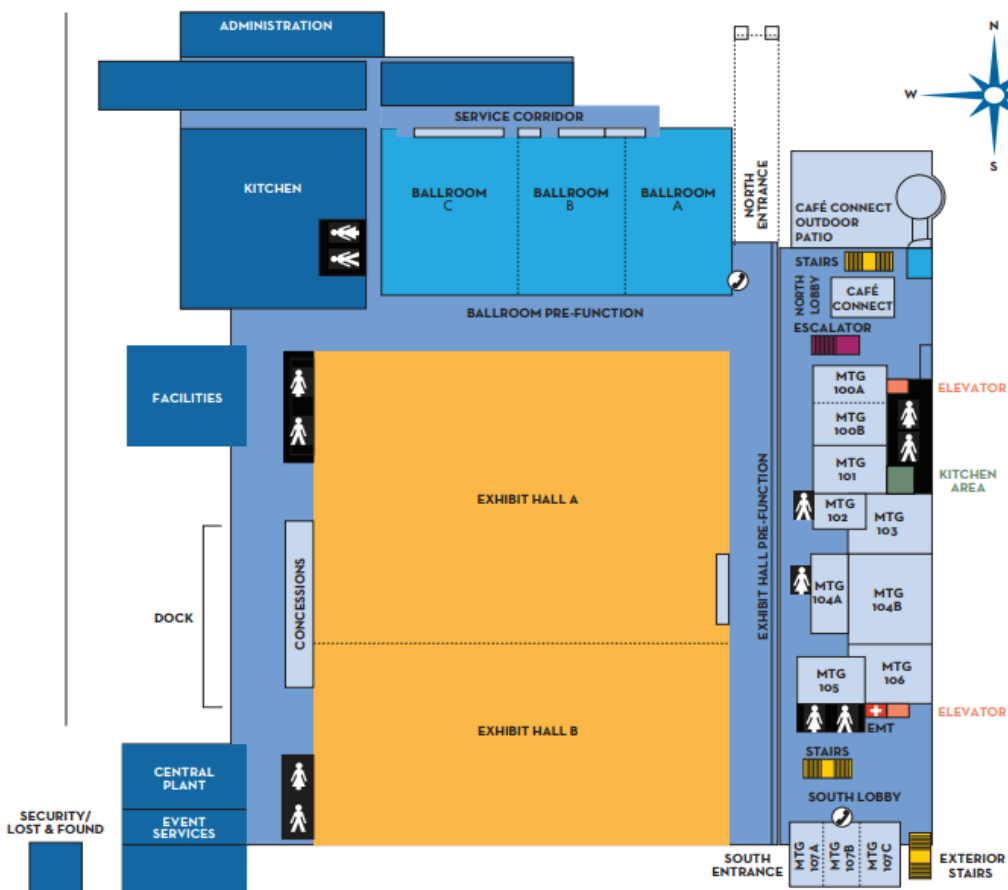 ADMINISTRATION
N
W
S
SERVICE CORRIDOR
KITCHEN
BALLROOM
C
BALLROOM
B
BALLROOM
A
NORTH
ENTRANCE
CAFÉ CONNECT
OUTDOOR
PATIO
STAIRS
NORTH
LOBBY
CAFÉ
CONNECT
BALLROOM PRE-FUNCTION
ESCALATOR
FACILITIES
MTG
100A
ELEVATOR
MTG
100B
MTG
101
KITCHEN
AREA
EXHIBIT HALL A
MTG
102
MTG
103
EXHIBIT HALL PRE-FUNCTION
CONCESSIONS
DOCK
MTG
104A
MTG
104B
MTG
105
MTG
106
ELEVATOR
EMT
EXHIBIT HALL B
STAIRS
CENTRAL
PLANT
SOUTH LOBBY
SECURITY/
LOST & FOUND
EVENT
SERVICES
SOUTH
ENTRANCE
MTG
107A
MTG
107B
MTG
107C
EXTERIOR
STAIRS